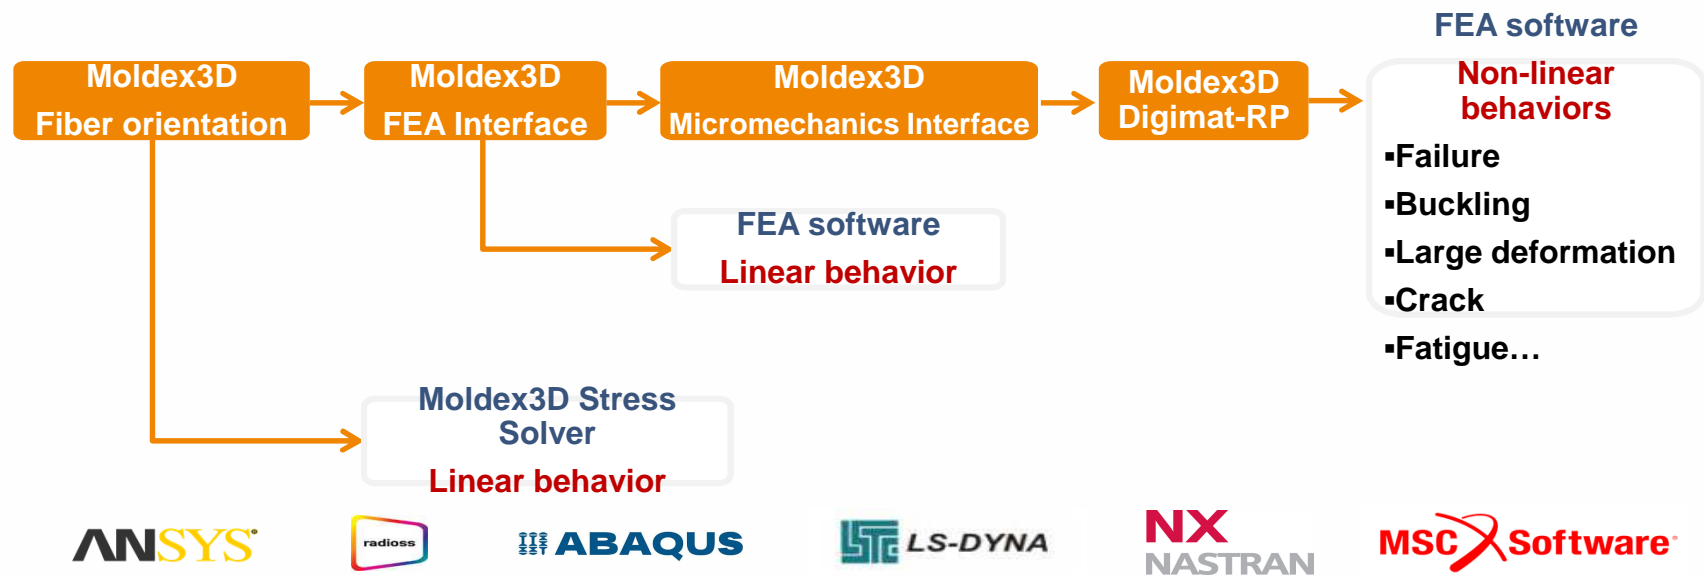 FEA software
Moldex3D
Fiber orientation
Moldex3D
FEA Interface
Moldex3D
Micromechanics Interface
Moldex3D
Digimat-RP
Non-linear
behaviors
▪Failure
▪Buckling
▪Large deformation
▪Crack
▪Fatigue…
FEA software
Linear behavior
Moldex3D Stress
Solver
Linear behavior
ANSYS®
radioss
ABAQUS
LSTC LS-DYNA
NX
NASTRAN
MSC Software